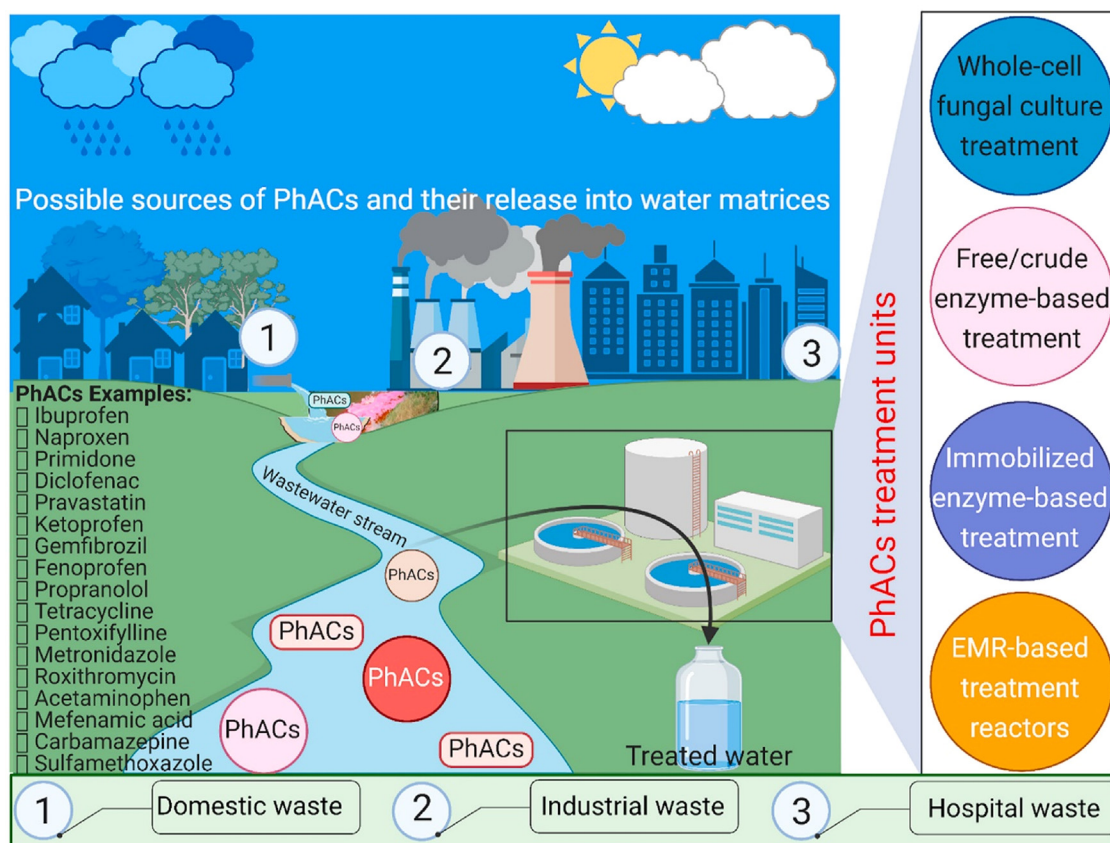 Possible sources of PhACs and their release into water matrices
1
2
3
PhACs Examples:
Ibuprofen
Naproxen
Primidone
Diclofenac
Pravastatin
Ketoprofen
Gemfibrozil
Fenoprofen
Propranolol
Tetracycline
Pentoxifylline
Metronidazole
Roxithromycin
Acetaminophen
Mefenamic acid
Carbamazepine
Sulfamethoxazole
PhACs
PhACs
Wastewater stream
PhACs
PhACs
PhACs
PhACs
PhACs
Treated water
PhACs treatment units
Whole-cell
fungal culture
treatment
Free/crude
enzyme-based
treatment
Immobilized
enzyme-based
treatment
EMR-based
treatment
reactors
1
Domestic waste
2
Industrial waste
3
Hospital waste